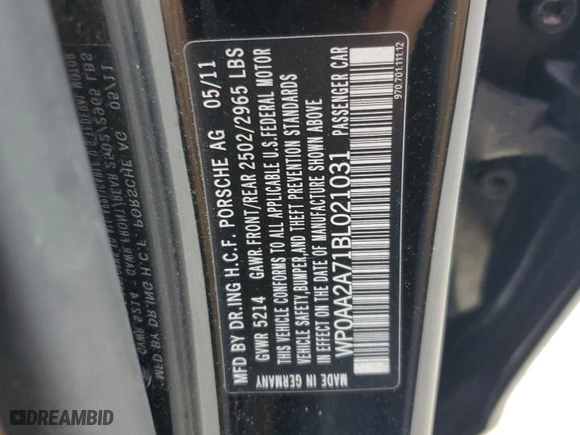 MFD BY DR.ING H.C.F. PORSCHE AG 05/11
GVWR 5214 GAWR FRONT/REAR 2502/2965 LBS
THIS VEHICLE CONFORMS TO ALL APPLICABLE U.S.FEDERAL MOTOR
VEHICLE SAFETY,BUMPER,AND THEFT PREVENTION STANDARDS
IN EFFECT ON THE DATE OF MANUFACTURE SHOWN ABOVE
WP0AA2A71BL021031 PASSENGER CAR
MADE IN GERMANY
970.701.111.12
DREAMBID